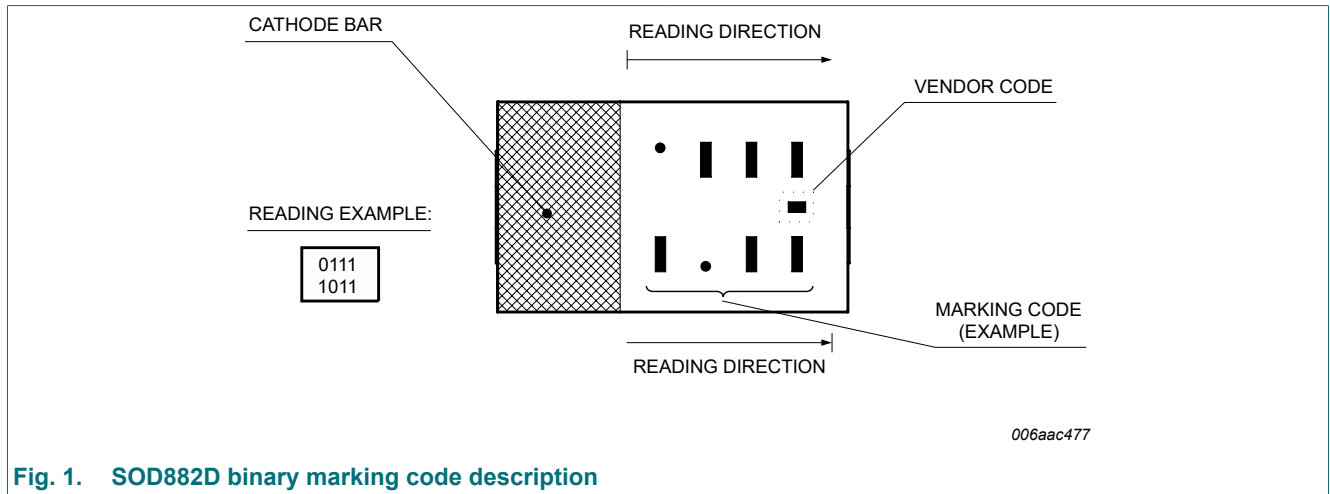 CATHODE BAR
READING DIRECTION
VENDOR CODE
READING EXAMPLE:
0111
1011
MARKING CODE
(EXAMPLE)
READING DIRECTION
006aac477
Fig. 1. SOD882D binary marking code description